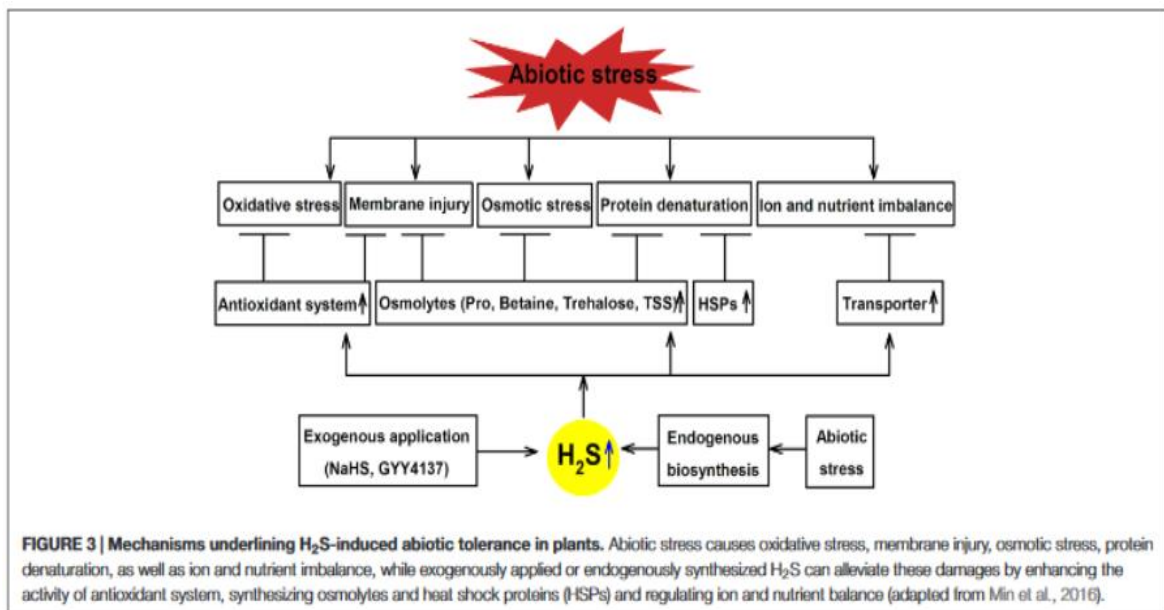 Abiotic stress
Oxidative stress
Membrane injury
Osmotic stress
Protein denaturation
Ion and nutrient imbalance
Antioxidant system
Osmolytes (Pro, Betaine, Trehalose, TSS)
HSPs
Transporter
Exogenous application
(NaHS, GYY4137)
H₂S
Endogenous
biosynthesis
Abiotic
stress
FIGURE 3 | Mechanisms underlining H₂S-induced abiotic tolerance in plants. Abiotic stress causes oxidative stress, membrane injury, osmotic stress, protein
denaturation, as well as ion and nutrient imbalance, while exogenously applied or endogenously synthesized H₂S can alleviate these damages by enhancing the
activity of antioxidant system, synthesizing osmolytes and heat shock proteins (HSPs) and regulating ion and nutrient balance (adapted from Min et al., 2016).